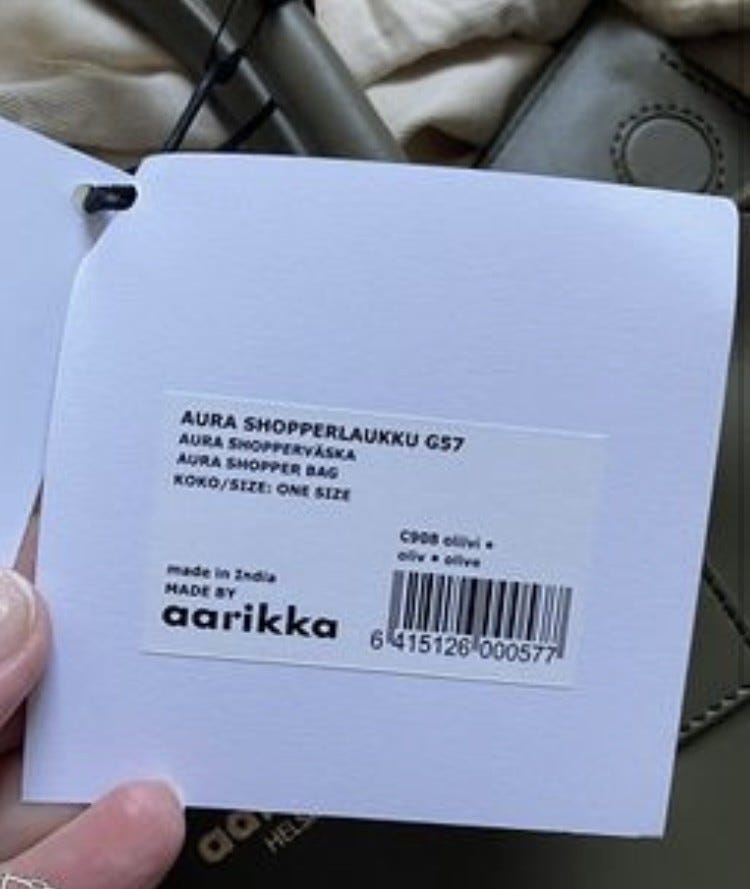 AURA SHOPPERLAUKKU G57
AURA SHOPPERVÄSKA
AURA SHOPPER BAG
KOKO/SIZE: ONE SIZE
C908 oliivi •
oliv • olive
made in India
MADE BY
aarikka
6 415126 000577